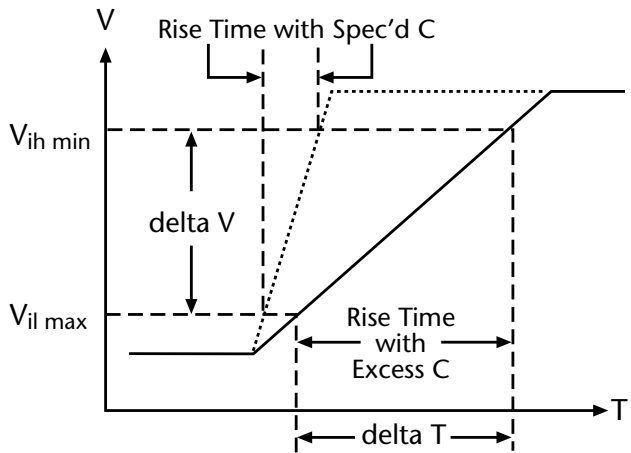 V
Rise Time with Spec'd C
Vih min
delta V
Vil max
Rise Time
with
Excess C
T
delta T